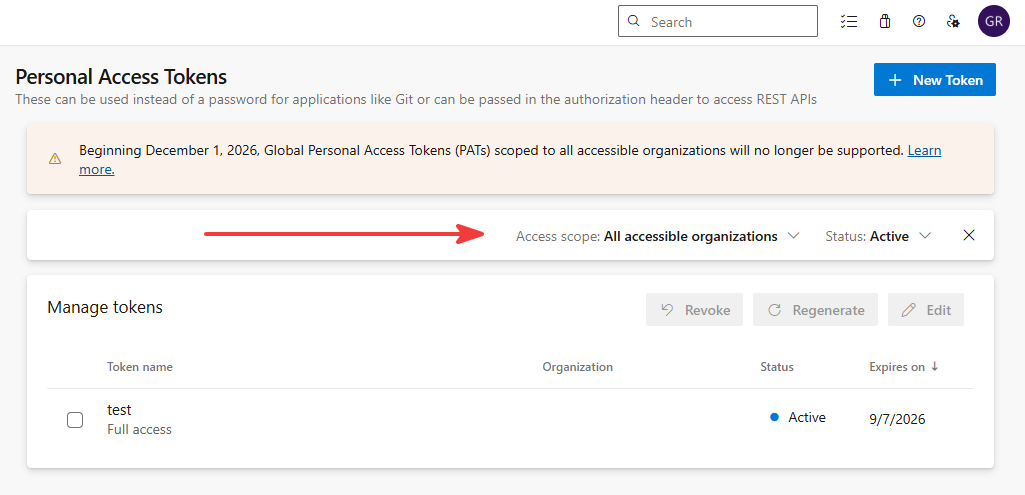 Search
GR
Personal Access Tokens
New Token
These can be used instead of a password for applications like Git or can be passed in the authorization header to access REST APIs
Beginning December 1, 2026, Global Personal Access Tokens (PATs) scoped to all accessible organizations will no longer be supported. Learn
more.
Access scope: All accessible organizations Status: Active
Manage tokens
Revoke Regenerate Edit
Token name Organization Status Expires on
test
Active 9/7/2026
Full access